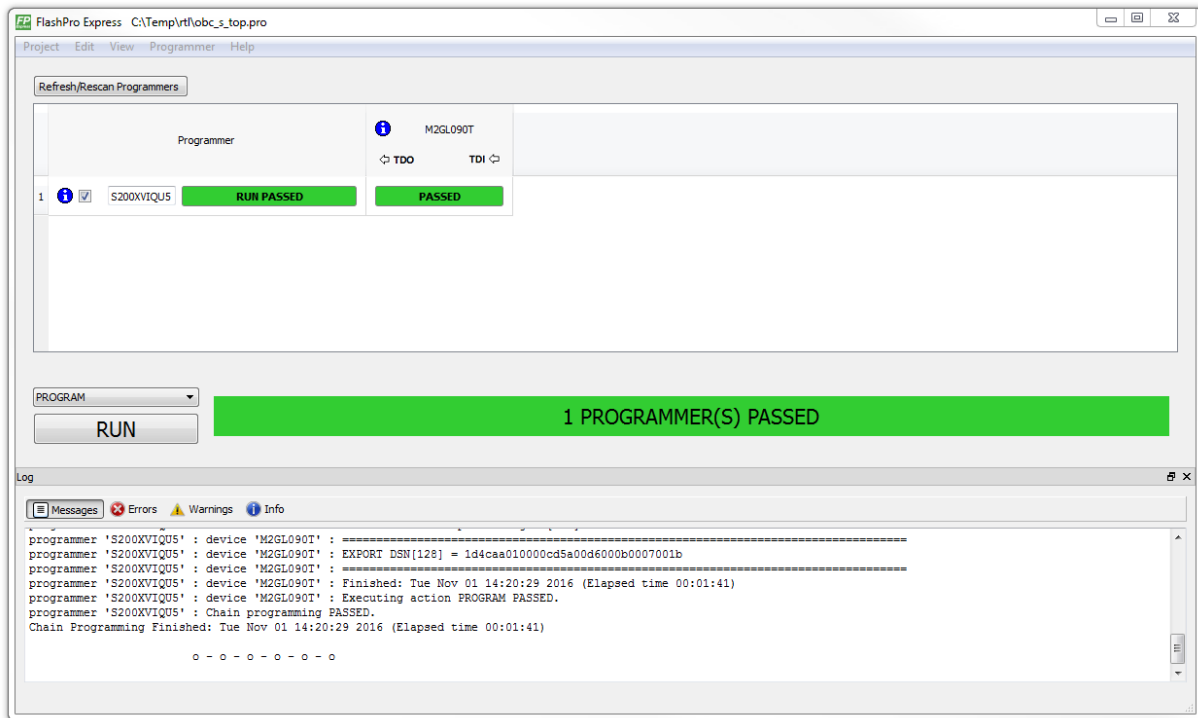 FP FlashPro Express C:\Temp\rtl\obc_s_top.pro
Project Edit View Programmer Help
Refresh/Rescan Programmers
Programmer
M2GL090T
TDO TDI
1 S200XVIQU5 RUN PASSED PASSED
PROGRAM
RUN
1 PROGRAMMER(S) PASSED
Log
Messages Errors Warnings Info
programmer 'S200XVIQU5' : device 'M2GL090T' : ===============================================================================
programmer 'S200XVIQU5' : device 'M2GL090T' : EXPORT DSN[128] = 1d4caa010000cd5a00d6000b0007001b
programmer 'S200XVIQU5' : device 'M2GL090T' : ===============================================================================
programmer 'S200XVIQU5' : device 'M2GL090T' : Finished: Tue Nov 01 14:20:29 2016 (Elapsed time 00:01:41)
programmer 'S200XVIQU5' : device 'M2GL090T' : Executing action PROGRAM PASSED.
programmer 'S200XVIQU5' : Chain programming PASSED.
Chain Programming Finished: Tue Nov 01 14:20:29 2016 (Elapsed time 00:01:41)
o - o - o - o - o - o